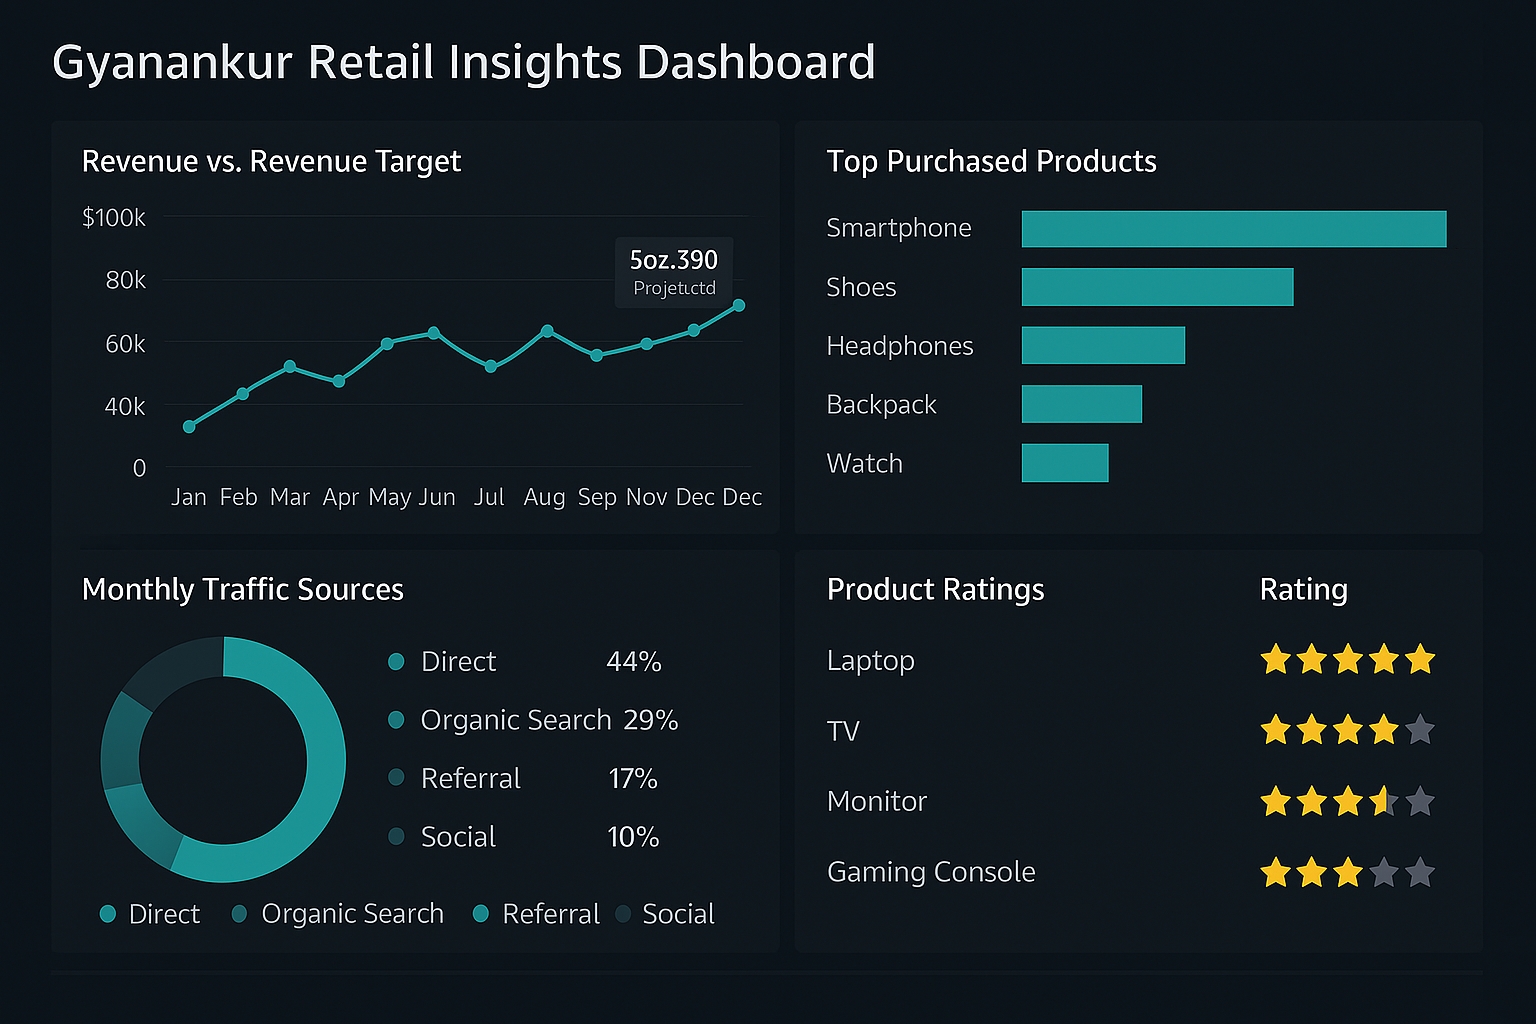 Gyanankur Retail Insights Dashboard
Revenue vs. Revenue Target
$100k
80k
60k
40k
0
5oz.390
Projetıctd
Jan Feb Mar Apr May Jun Jul Aug Sep Nov Dec Dec
Top Purchased Products
Smartphone
Shoes
Headphones
Backpack
Watch
Monthly Traffic Sources
Direct 44%
Organic Search 29%
Referral 17%
Social 10%
Direct Organic Search Referral Social
Product Ratings Rating
Laptop
TV
Monitor
Gaming Console